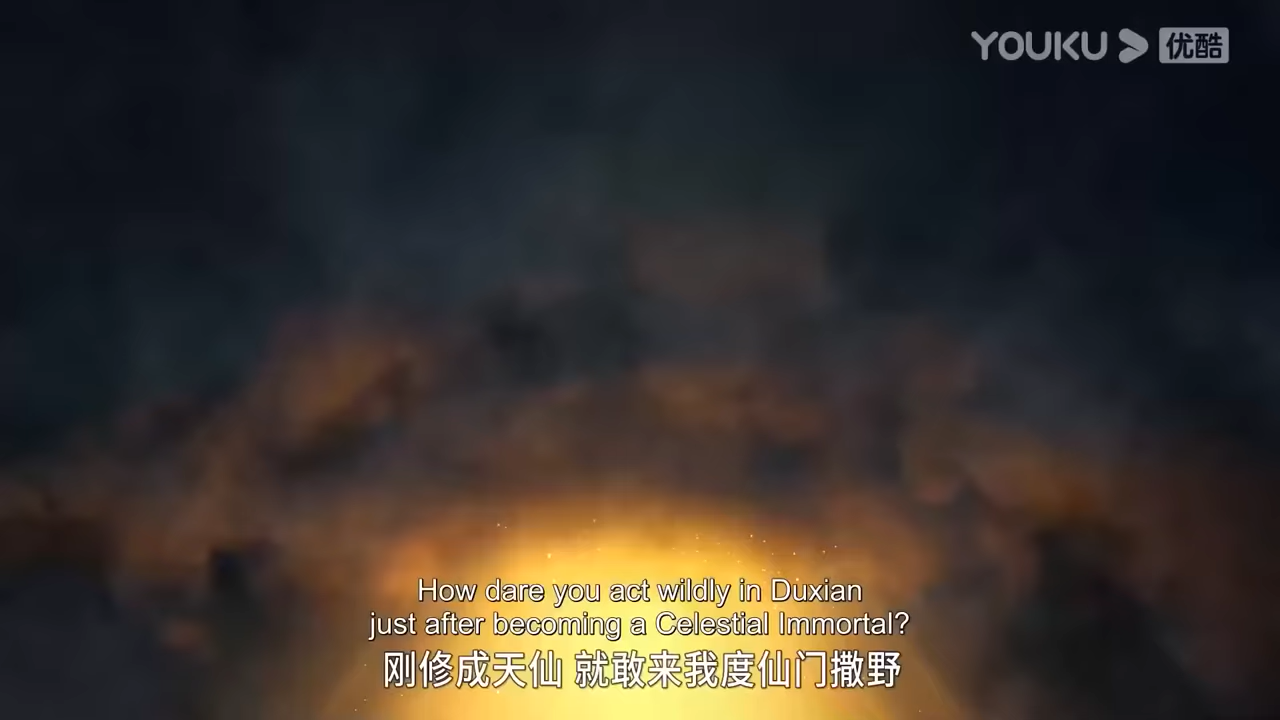 YOUKU 优酷
How dare you act wildly in Duxian
just after becoming a Celestial Immortal?
刚修成天仙 就敢来我度仙门撒野